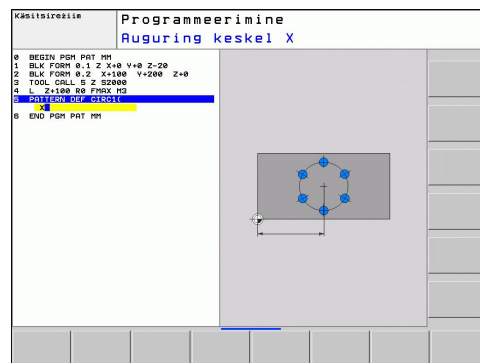 Käsitsirežiim
Programmeerimine
Auguring keskel X
0 BEGIN PGM PAT MM
1 BLK FORM 0.1 Z X+0 Y+0 Z-20
2 BLK FORM 0.2 X+100 Y+200 Z+0
3 TOOL CALL 5 Z S2000
4 L Z+100 R0 FMAX M3
5 PATTERN DEF CIRC1(
X
6 END PGM PAT MM